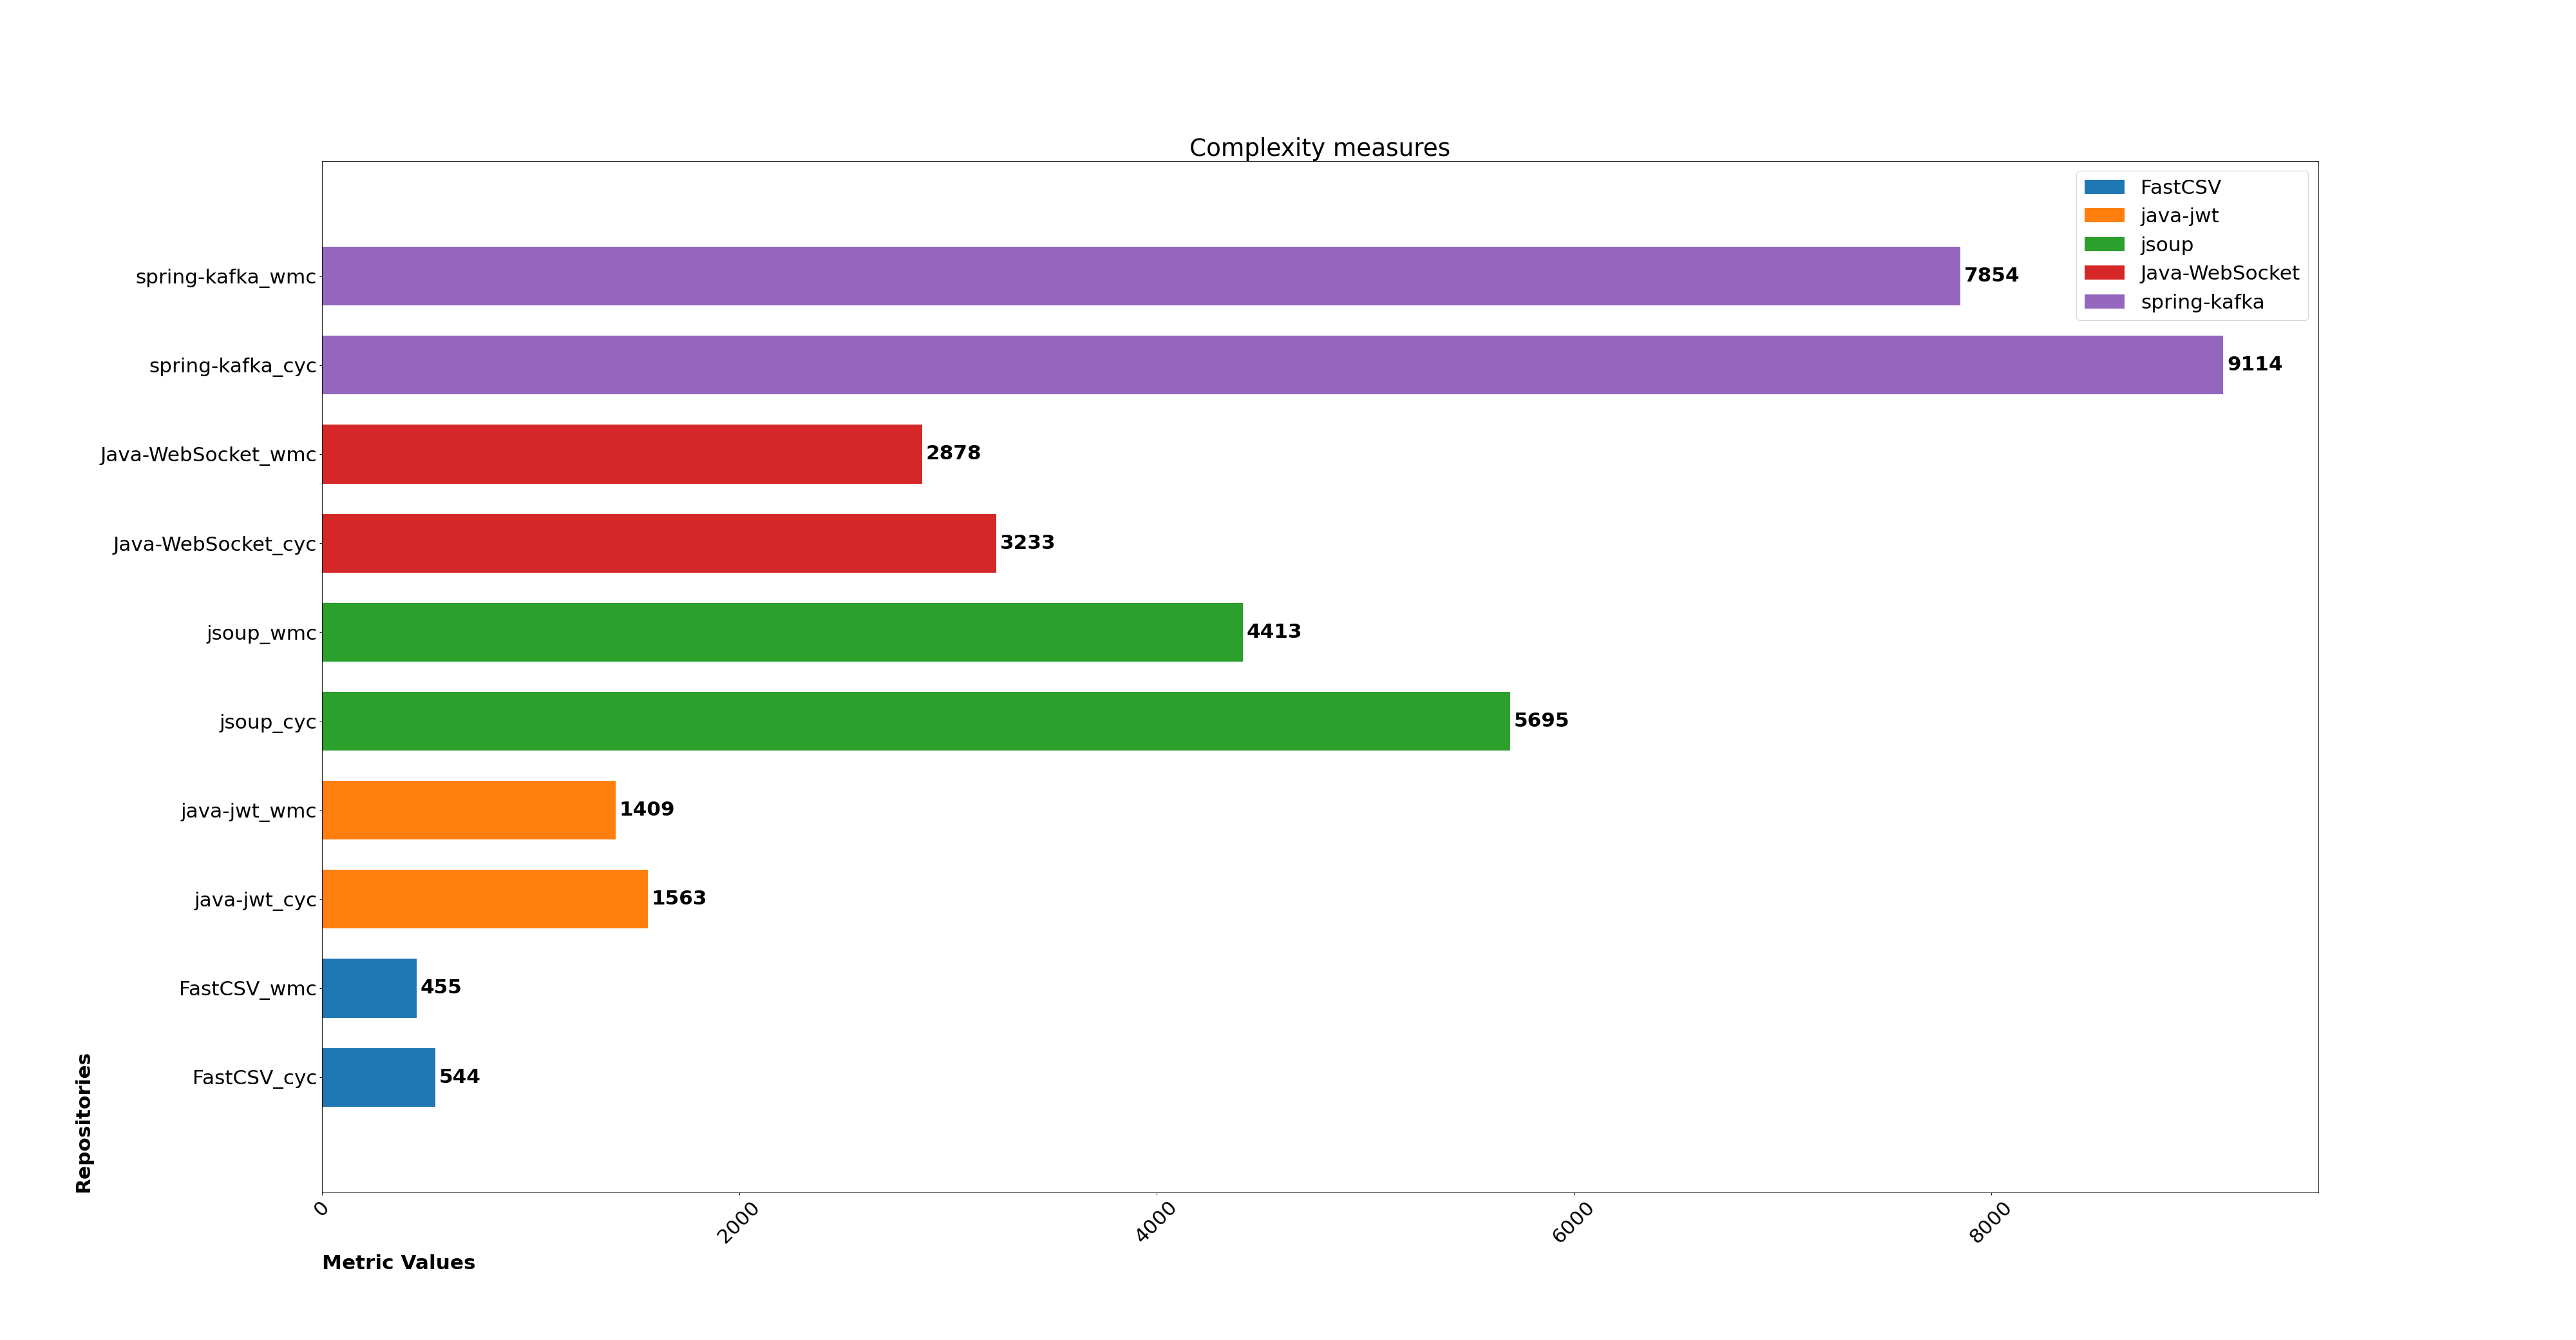 Complexity measures
FastCSV
java-jwt
jsoup
Java-WebSocket
spring-kafka
spring-kafka_wmc
7854
spring-kafka_cyc
9114
Java-WebSocket_wmc
2878
Java-WebSocket_cyc
3233
jsoup_wmc
4413
jsoup_cyc
5695
java-jwt_wmc
1409
java-jwt_cyc
1563
FastCSV_wmc
455
FastCSV_cyc
544
Repositories
0
2000
4000
6000
8000
Metric Values